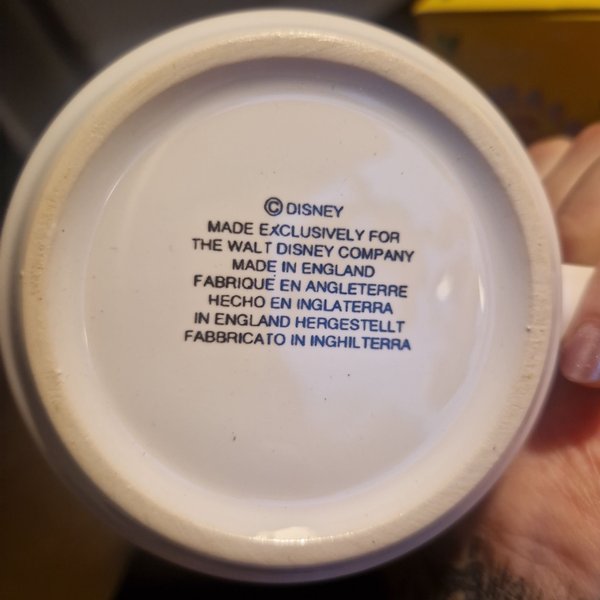 © DISNEY
MADE EXCLUSIVELY FOR
THE WALT DISNEY COMPANY
MADE IN ENGLAND
FABRIQUÉ EN ANGLETERRE
HECHO EN INGLATERRA
IN ENGLAND HERGESTELLT
FABBRICATO IN INGHILTERRA